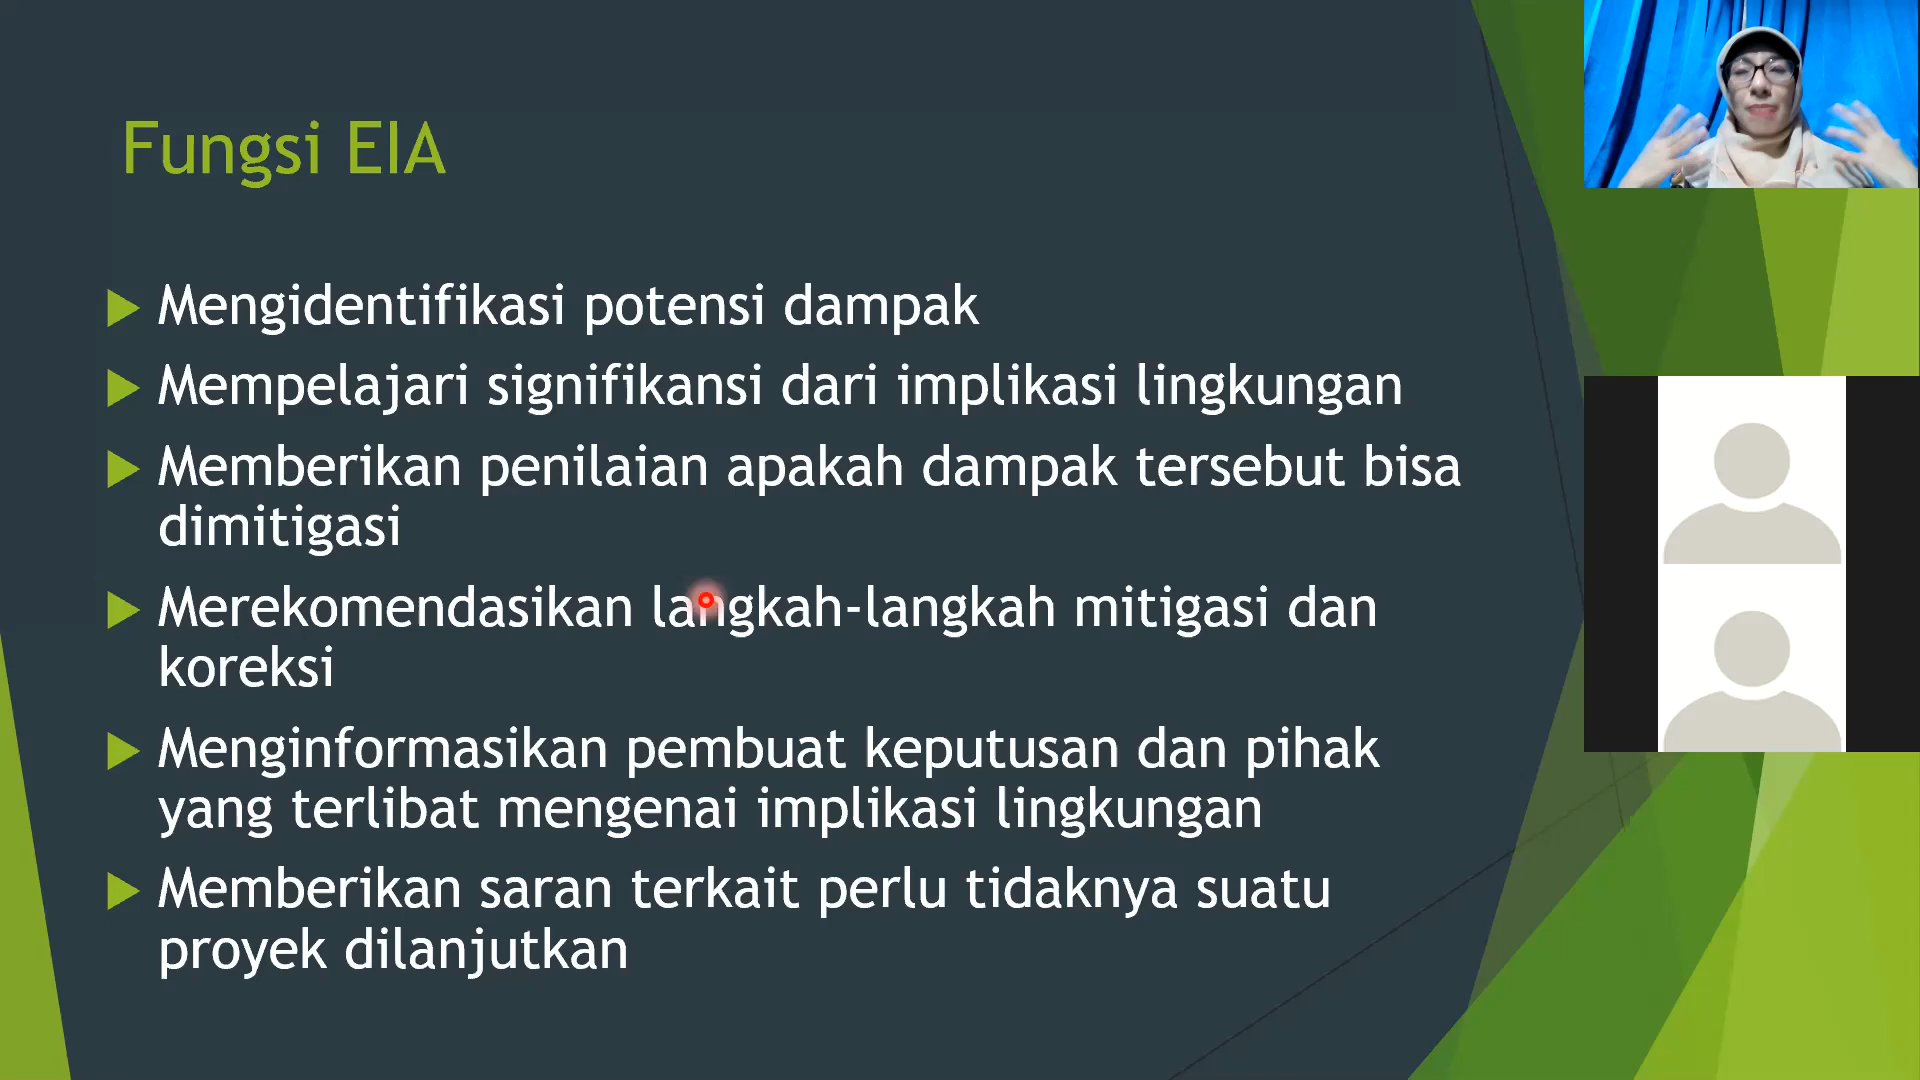 Fungsi EIA
Mengidentifikasi potensi dampak
Mempelajari signifikansi dari implikasi lingkungan
Memberikan penilaian apakah dampak tersebut bisa
dimitigasi
Merekomendasikan langkah-langkah mitigasi dan
koreksi
Menginformasikan pembuat keputusan dan pihak
yang terlibat mengenai implikasi lingkungan
Memberikan saran terkait perlu tidaknya suatu
proyek dilanjutkan